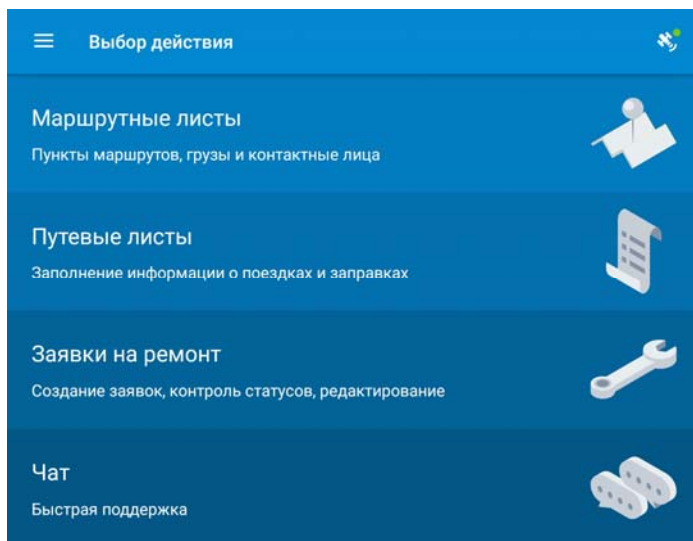 Выбор действия
Маршрутные листы
Пункты маршрутов, грузы и контактные лица
Путевые листы
Заполнение информации о поездках и заправках
Заявки на ремонт
Создание заявок, контроль статусов, редактирование
Чат
Быстрая поддержка